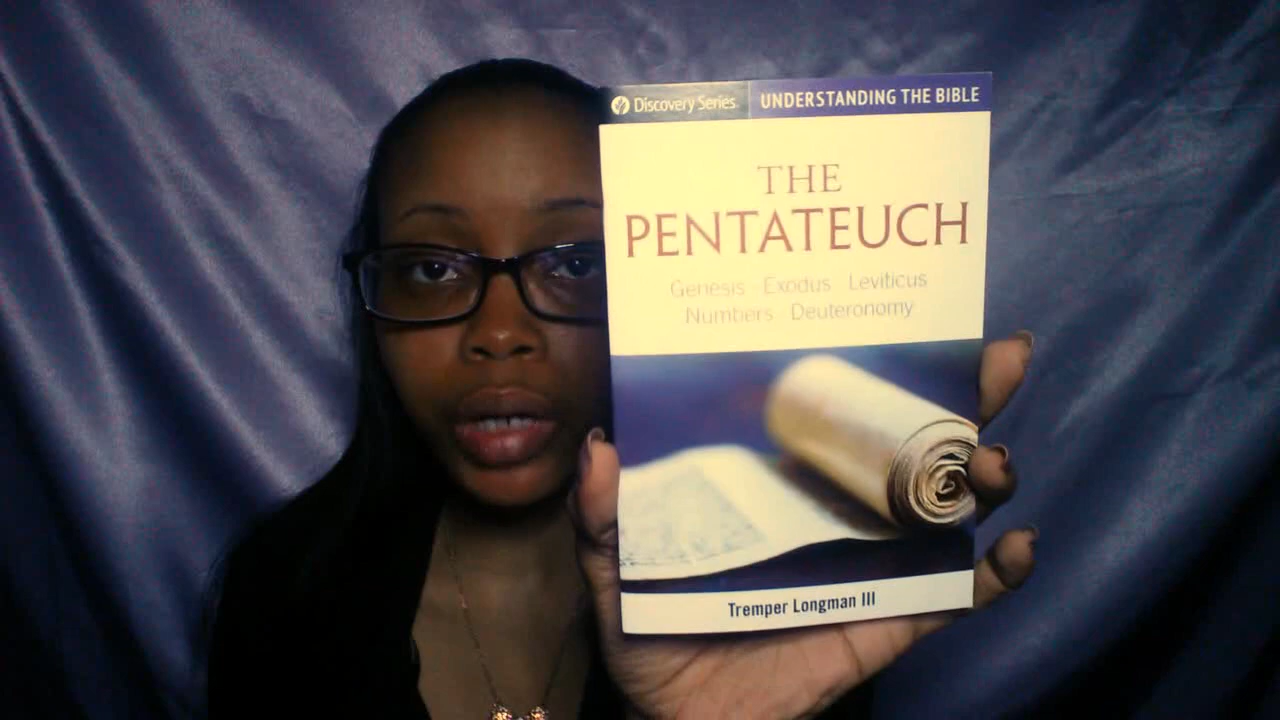 Discovery Series UNDERSTANDING THE BIBLE
THE
PENTATEUCH
Genesis Exodus Leviticus
Numbers Deuteronomy
Tremper Longman III